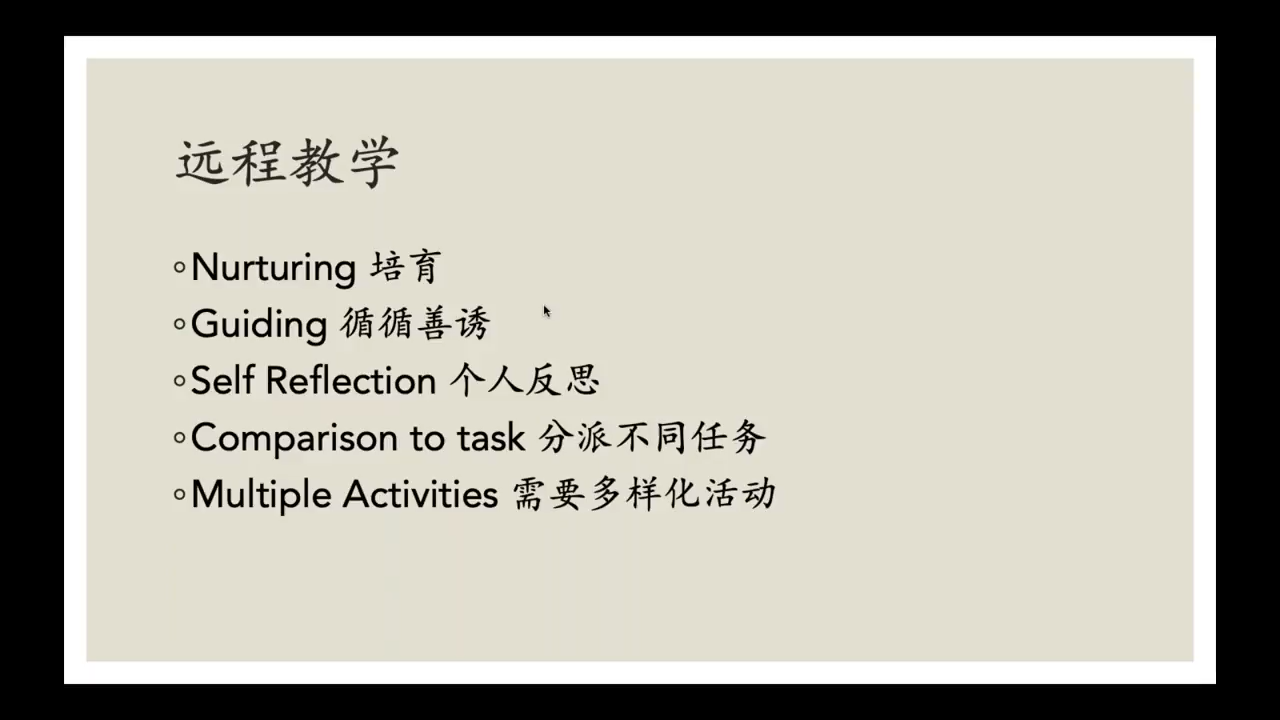 远程教学
◦Nurturing 培育
◦Guiding 循循善诱
◦Self Reflection 个人反思
◦Comparison to task 分派不同任务
◦Multiple Activities 需要多样化活动